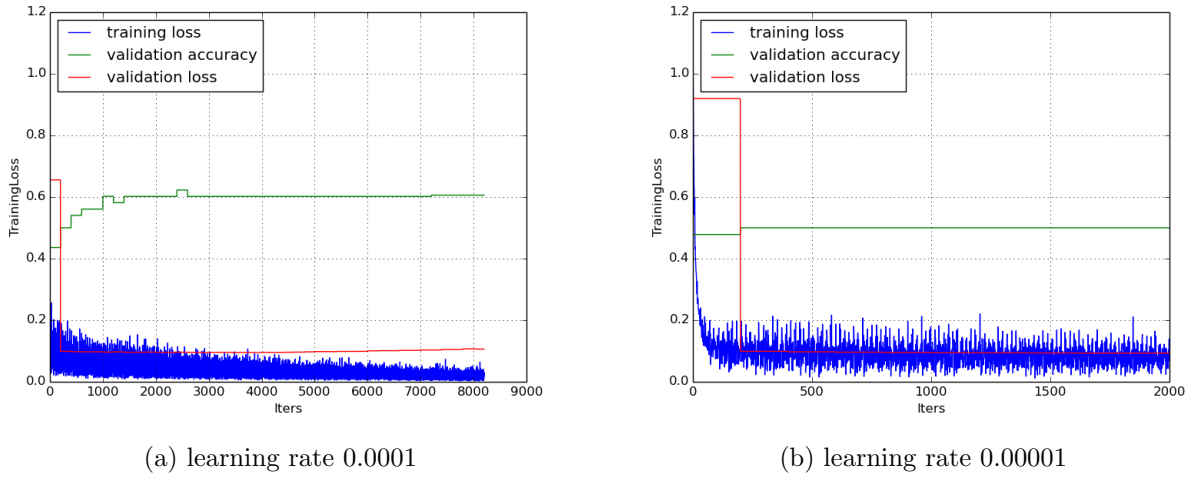 1.2
1.0
0.8
0.6
0.4
0.2
0.0
TrainingLoss
training loss
validation accuracy
validation loss
0 1000 2000 3000 4000 5000 6000 7000 8000 9000
Iters
(a) learning rate 0.0001
1.2
1.0
0.8
0.6
0.4
0.2
0.0
TrainingLoss
training loss
validation accuracy
validation loss
0 500 1000 1500 2000
Iters
(b) learning rate 0.00001